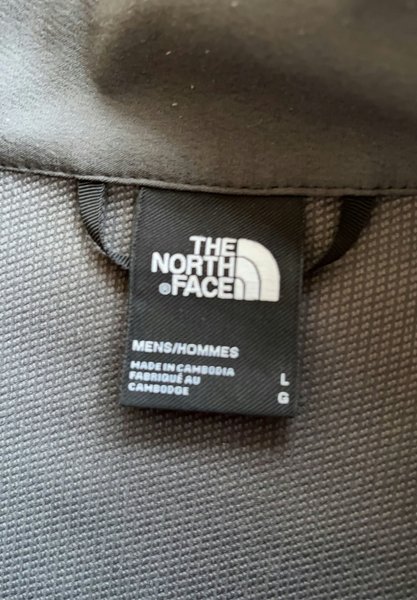 THE
NORTH
®FACE
MENS/HOMMES
MADE IN CAMBODIA
FABRIQUÉ AU
CAMBODGE
L
G